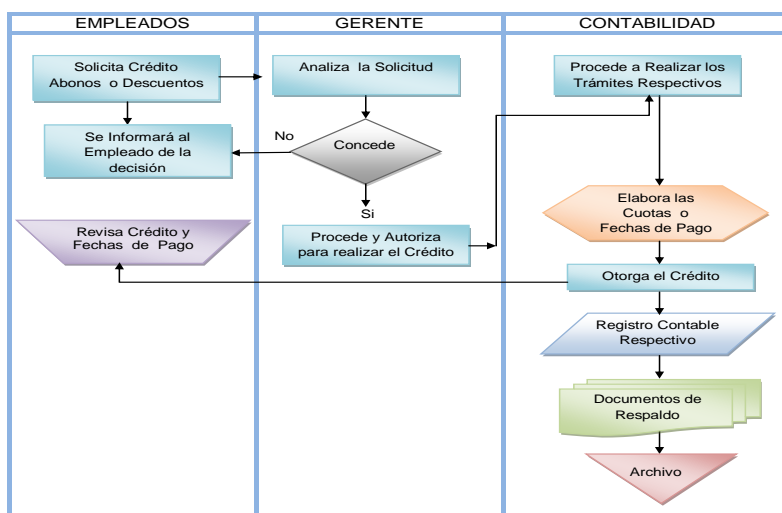 EMPLEADOS
GERENTE
CONTABILIDAD
Solicita Crédito
Abonos o Descuentos
Analiza la Solicitud
Procede a Realizar los
Trámites Respectivos
Se Informará al
Empleado de la
decisión
No
Concede
Si
Elabora las
Cuotas o
Fechas de Pago
Revisa Crédito y
Fechas de Pago
Procede y Autoriza
para realizar el Crédito
Otorga el Crédito
Registro Contable
Respectivo
Documentos de
Respaldo
Archivo